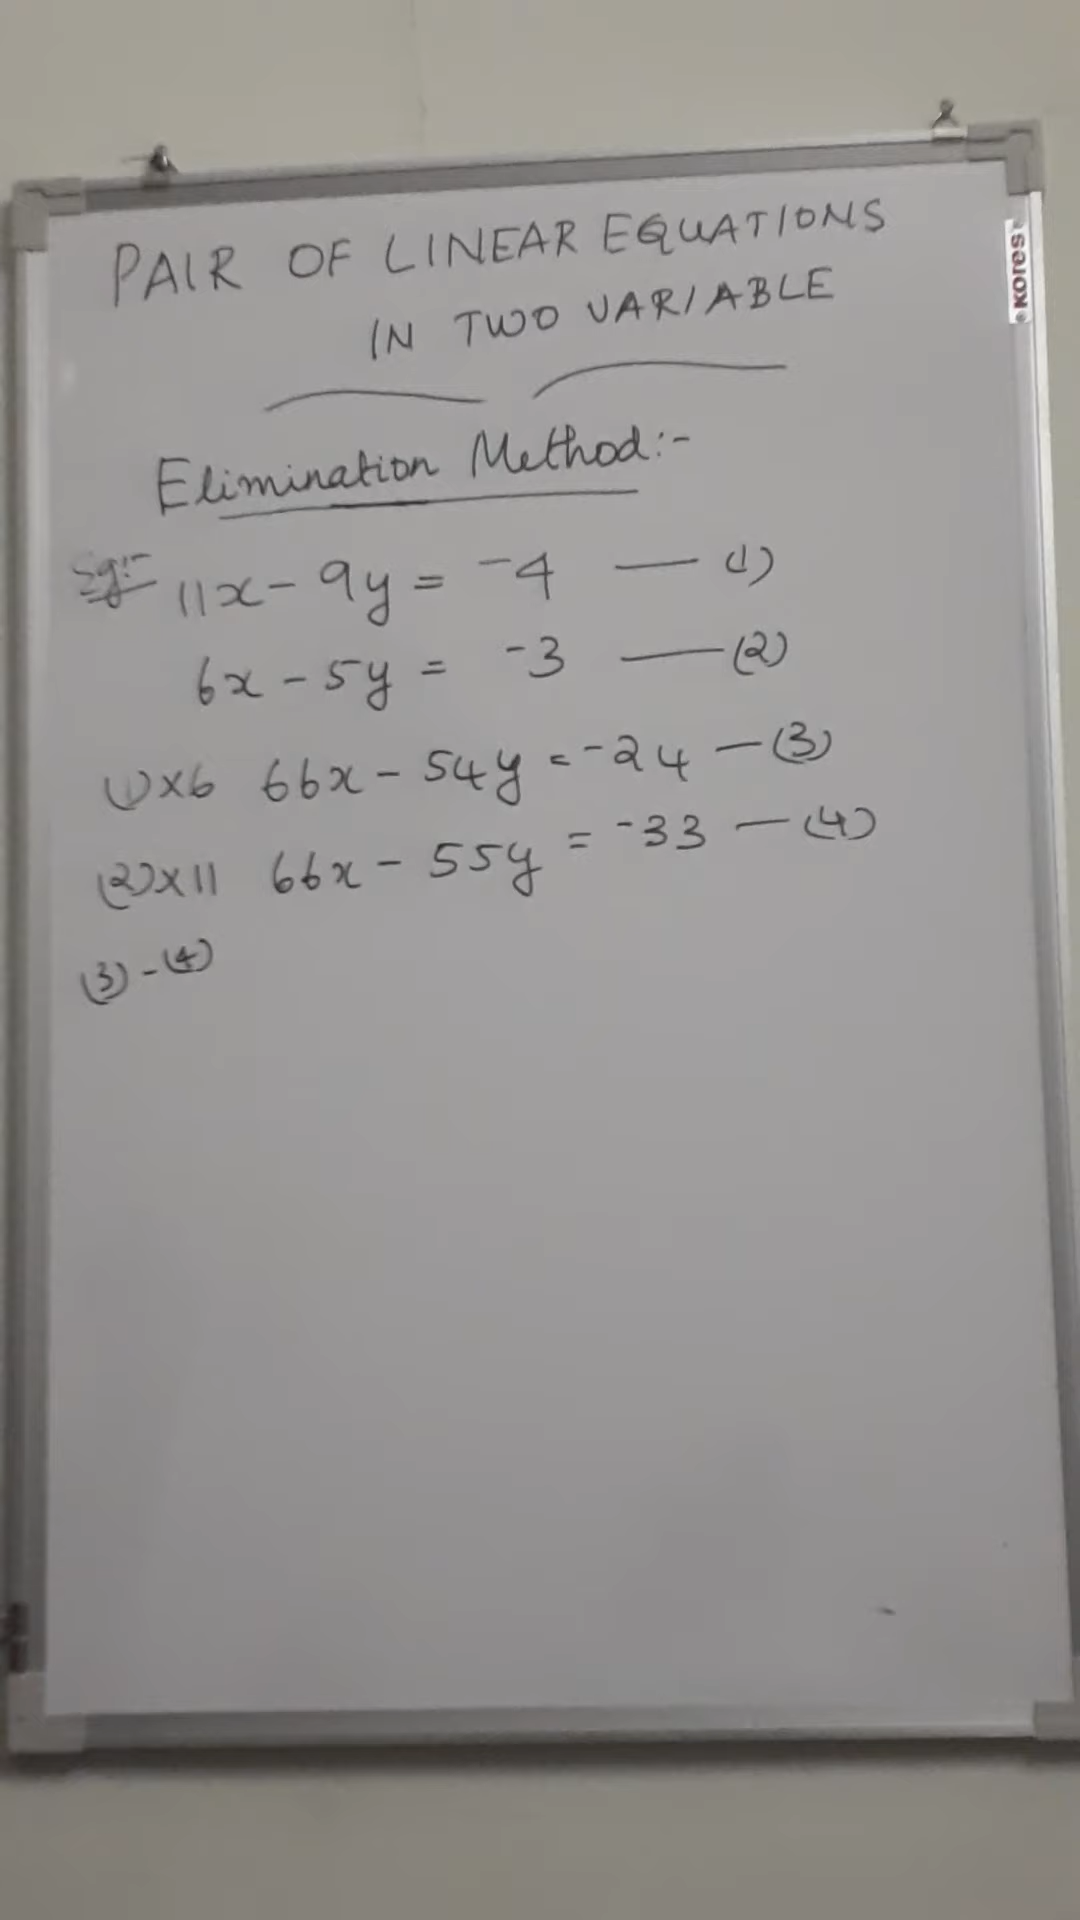 PAIR OF LINEAR EQUATIONS
IN TWO VARIABLE
Elimination Method:-
Eg:- 11x - 9y = -4 — (1)
6x - 5y = -3 — (2)
(1)x6 66x - 54y = -24 — (3)
(2)x11 66x - 55y = -33 — (4)
(3) - (4)
kores